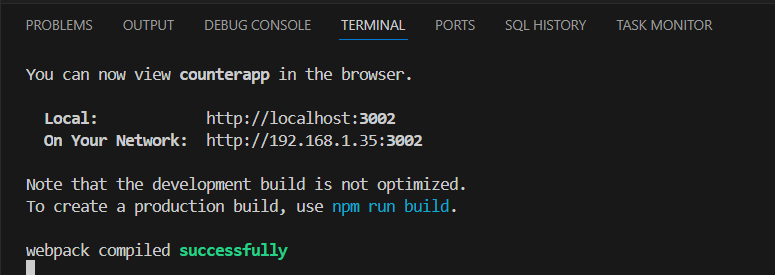 PROBLEMS OUTPUT DEBUG CONSOLE TERMINAL PORTS SQL HISTORY TASK MONITOR
You can now view counterapp in the browser.
Local: http://localhost:3002
On Your Network: http://192.168.1.35:3002
Note that the development build is not optimized.
To create a production build, use npm run build.
webpack compiled successfully